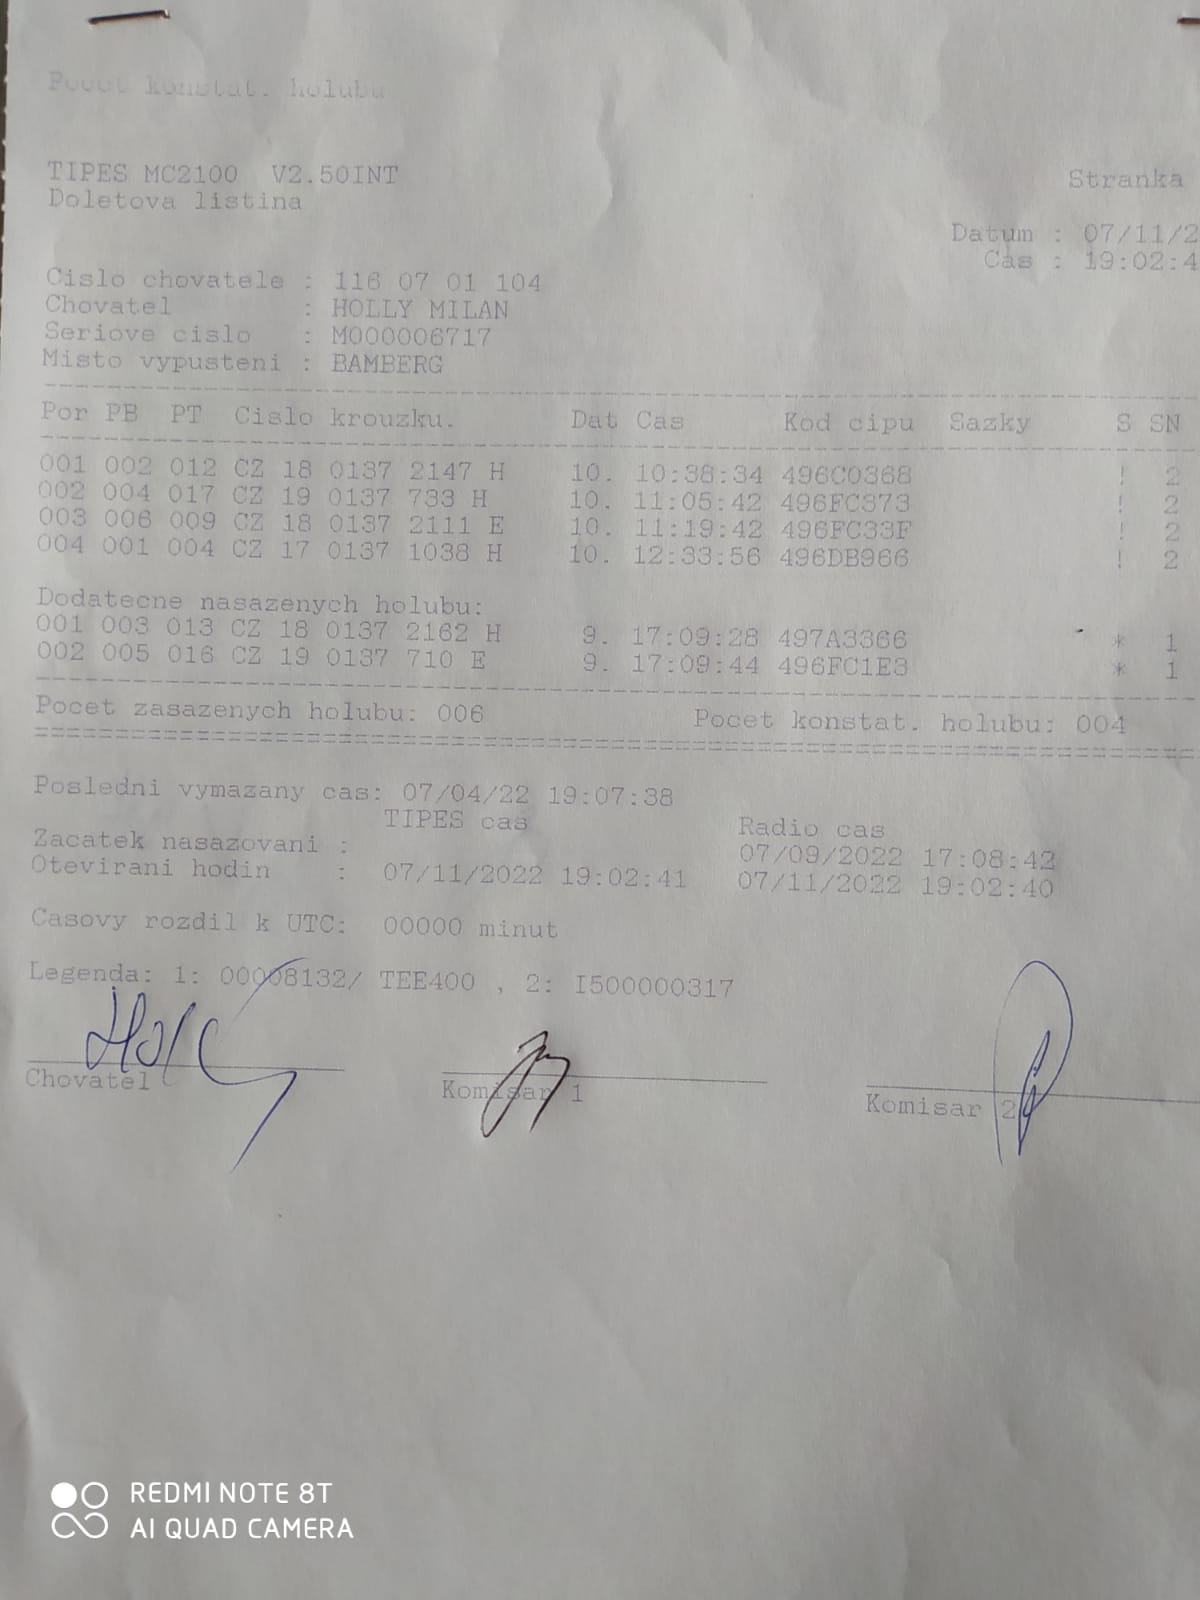 Pocet konstat. holubu
TIPES MC2100 V2.50INT Stranka
Doletova listina
Datum : 07/11/2
Cas : 19:02:4
Cislo chovatele : 116 07 01 104
Chovatel : HOLLY MILAN
Seriove cislo : M000006717
Misto vypusteni : BAMBERG
Por PB PT Cislo krouzku. Dat Cas Kod cipu Sazky S SN
001 002 012 CZ 18 0137 2147 H 10. 10:38:34 496C0368 ! 2
002 004 017 CZ 19 0137 733 H 10. 11:05:42 496FC373 ! 2
003 006 009 CZ 18 0137 2111 E 10. 11:19:42 496FC33F ! 2
004 001 004 CZ 17 0137 1038 H 10. 12:33:56 496DB966 ! 2
Dodatecne nasazenych holubu:
001 003 013 CZ 18 0137 2162 H 9. 17:09:28 497A3366 * 1
002 005 016 CZ 19 0137 710 E 9. 17:09:44 496FC1E3 * 1
Pocet zasazenych holubu: 006 Pocet konstat. holubu: 004
Posledni vymazany cas: 07/04/22 19:07:38
TIPES cas Radio cas
Zacatek nasazovani : 07/09/2022 17:08:42
Otevirani hodin : 07/11/2022 19:02:41 07/11/2022 19:02:40
Casovy rozdil k UTC: 00000 minut
Legenda: 1: 00008132/ TEE400 , 2: I500000317
Chovatel Komisar 1 Komisar 2
REDMI NOTE 8T
AI QUAD CAMERA